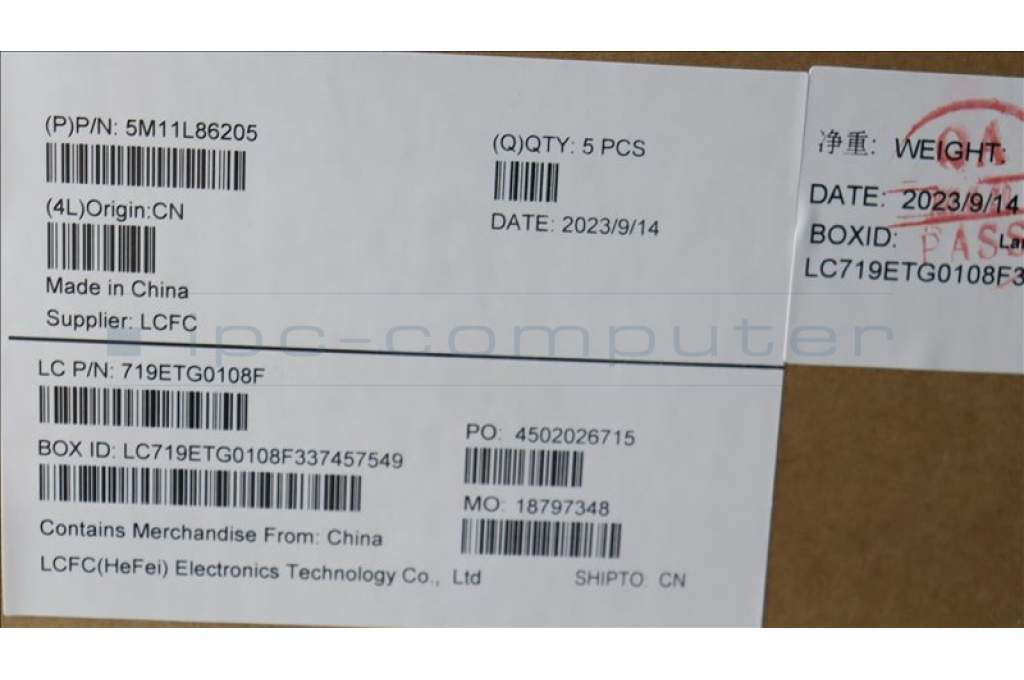 (P)P/N: 5M11L86205
(4L)Origin:CN
Made in China
Supplier: LCFC
(Q)QTY: 5 PCS
DATE: 2023/9/14
LC P/N: 719ETG0108F
BOX ID: LC719ETG0108F337457549
Contains Merchandise From: China
LCFC(HeFei) Electronics Technology Co., Ltd
PO: 4502026715
MO: 18797348
SHIPTO: CN
净重: WEIGHT:
DATE: 2023/9/14
BOXID:
LC719ETG0108F3
QA
PASS
ipc-computer